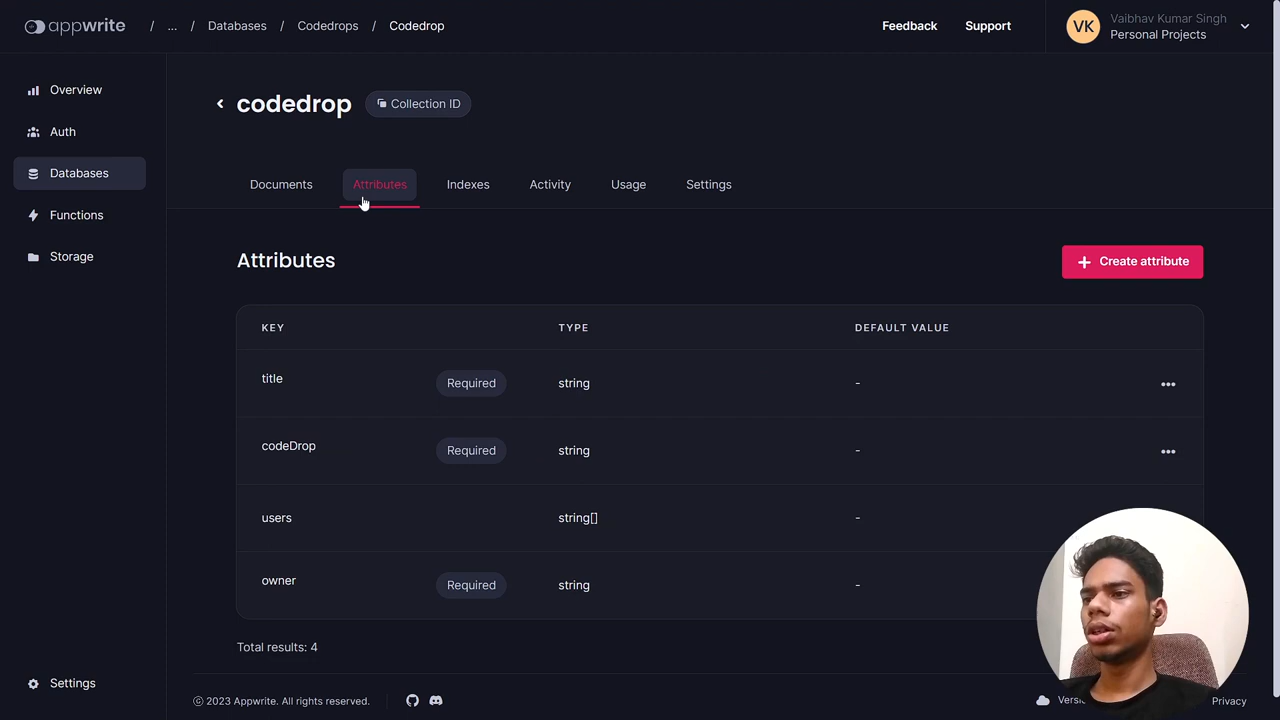 appwrite / ... / Databases / Codedrops / Codedrop
Feedback
Support
VK
Vaibhav Kumar Singh
Personal Projects
Overview
Auth
Databases
Functions
Storage
Settings
codedrop
Collection ID
Documents
Attributes
Indexes
Activity
Usage
Settings
Attributes
+ Create attribute
KEY TYPE DEFAULT VALUE
title Required string -
codeDrop Required string -
users string[] -
owner Required string -
Total results: 4
© 2023 Appwrite. All rights reserved.
Privacy